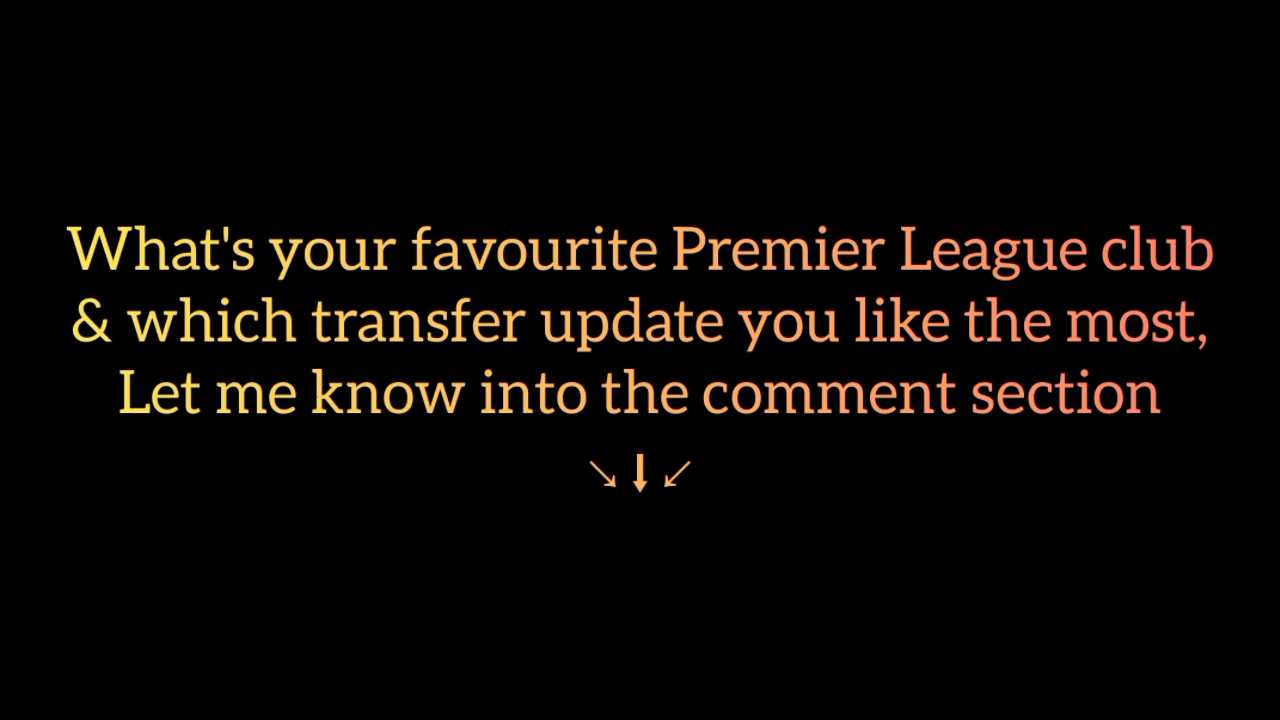 What's your favourite Premier League club
& which transfer update you like the most,
Let me know into the comment section
↘⬇↙